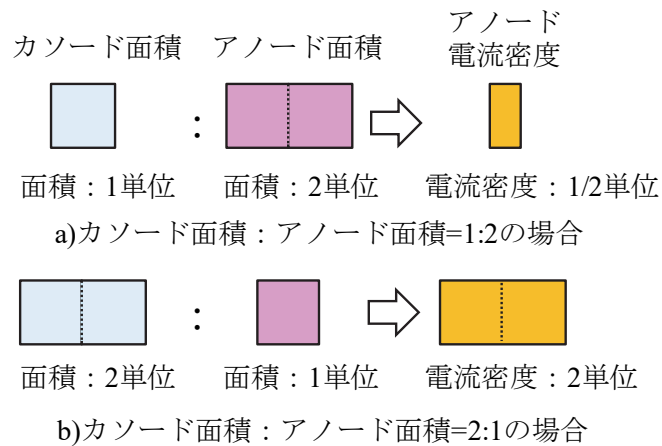 カソード面積
アノード面積
アノード
電流密度
:
面積：1単位
面積：2単位
電流密度：1/2単位
a)カソード面積：アノード面積=1:2の場合
:
面積：2単位
面積：1単位
電流密度：2単位
b)カソード面積：アノード面積=2:1の場合